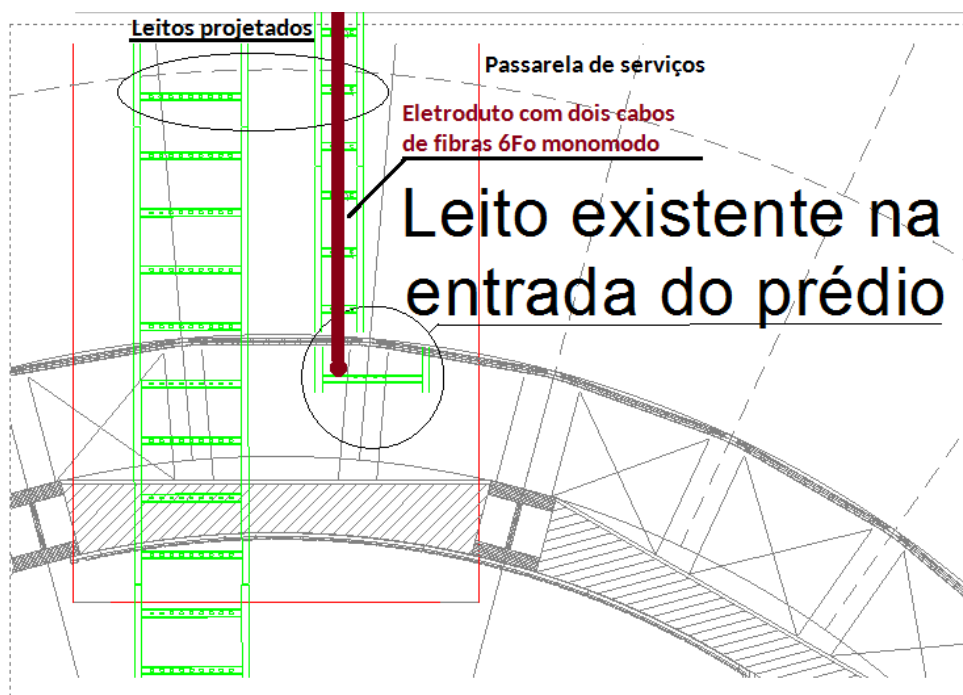 Leitos projetados
Passarela de serviços
Eletroduto com dois cabos
de fibras 6Fo monomodo
Leito existente na
entrada do prédio